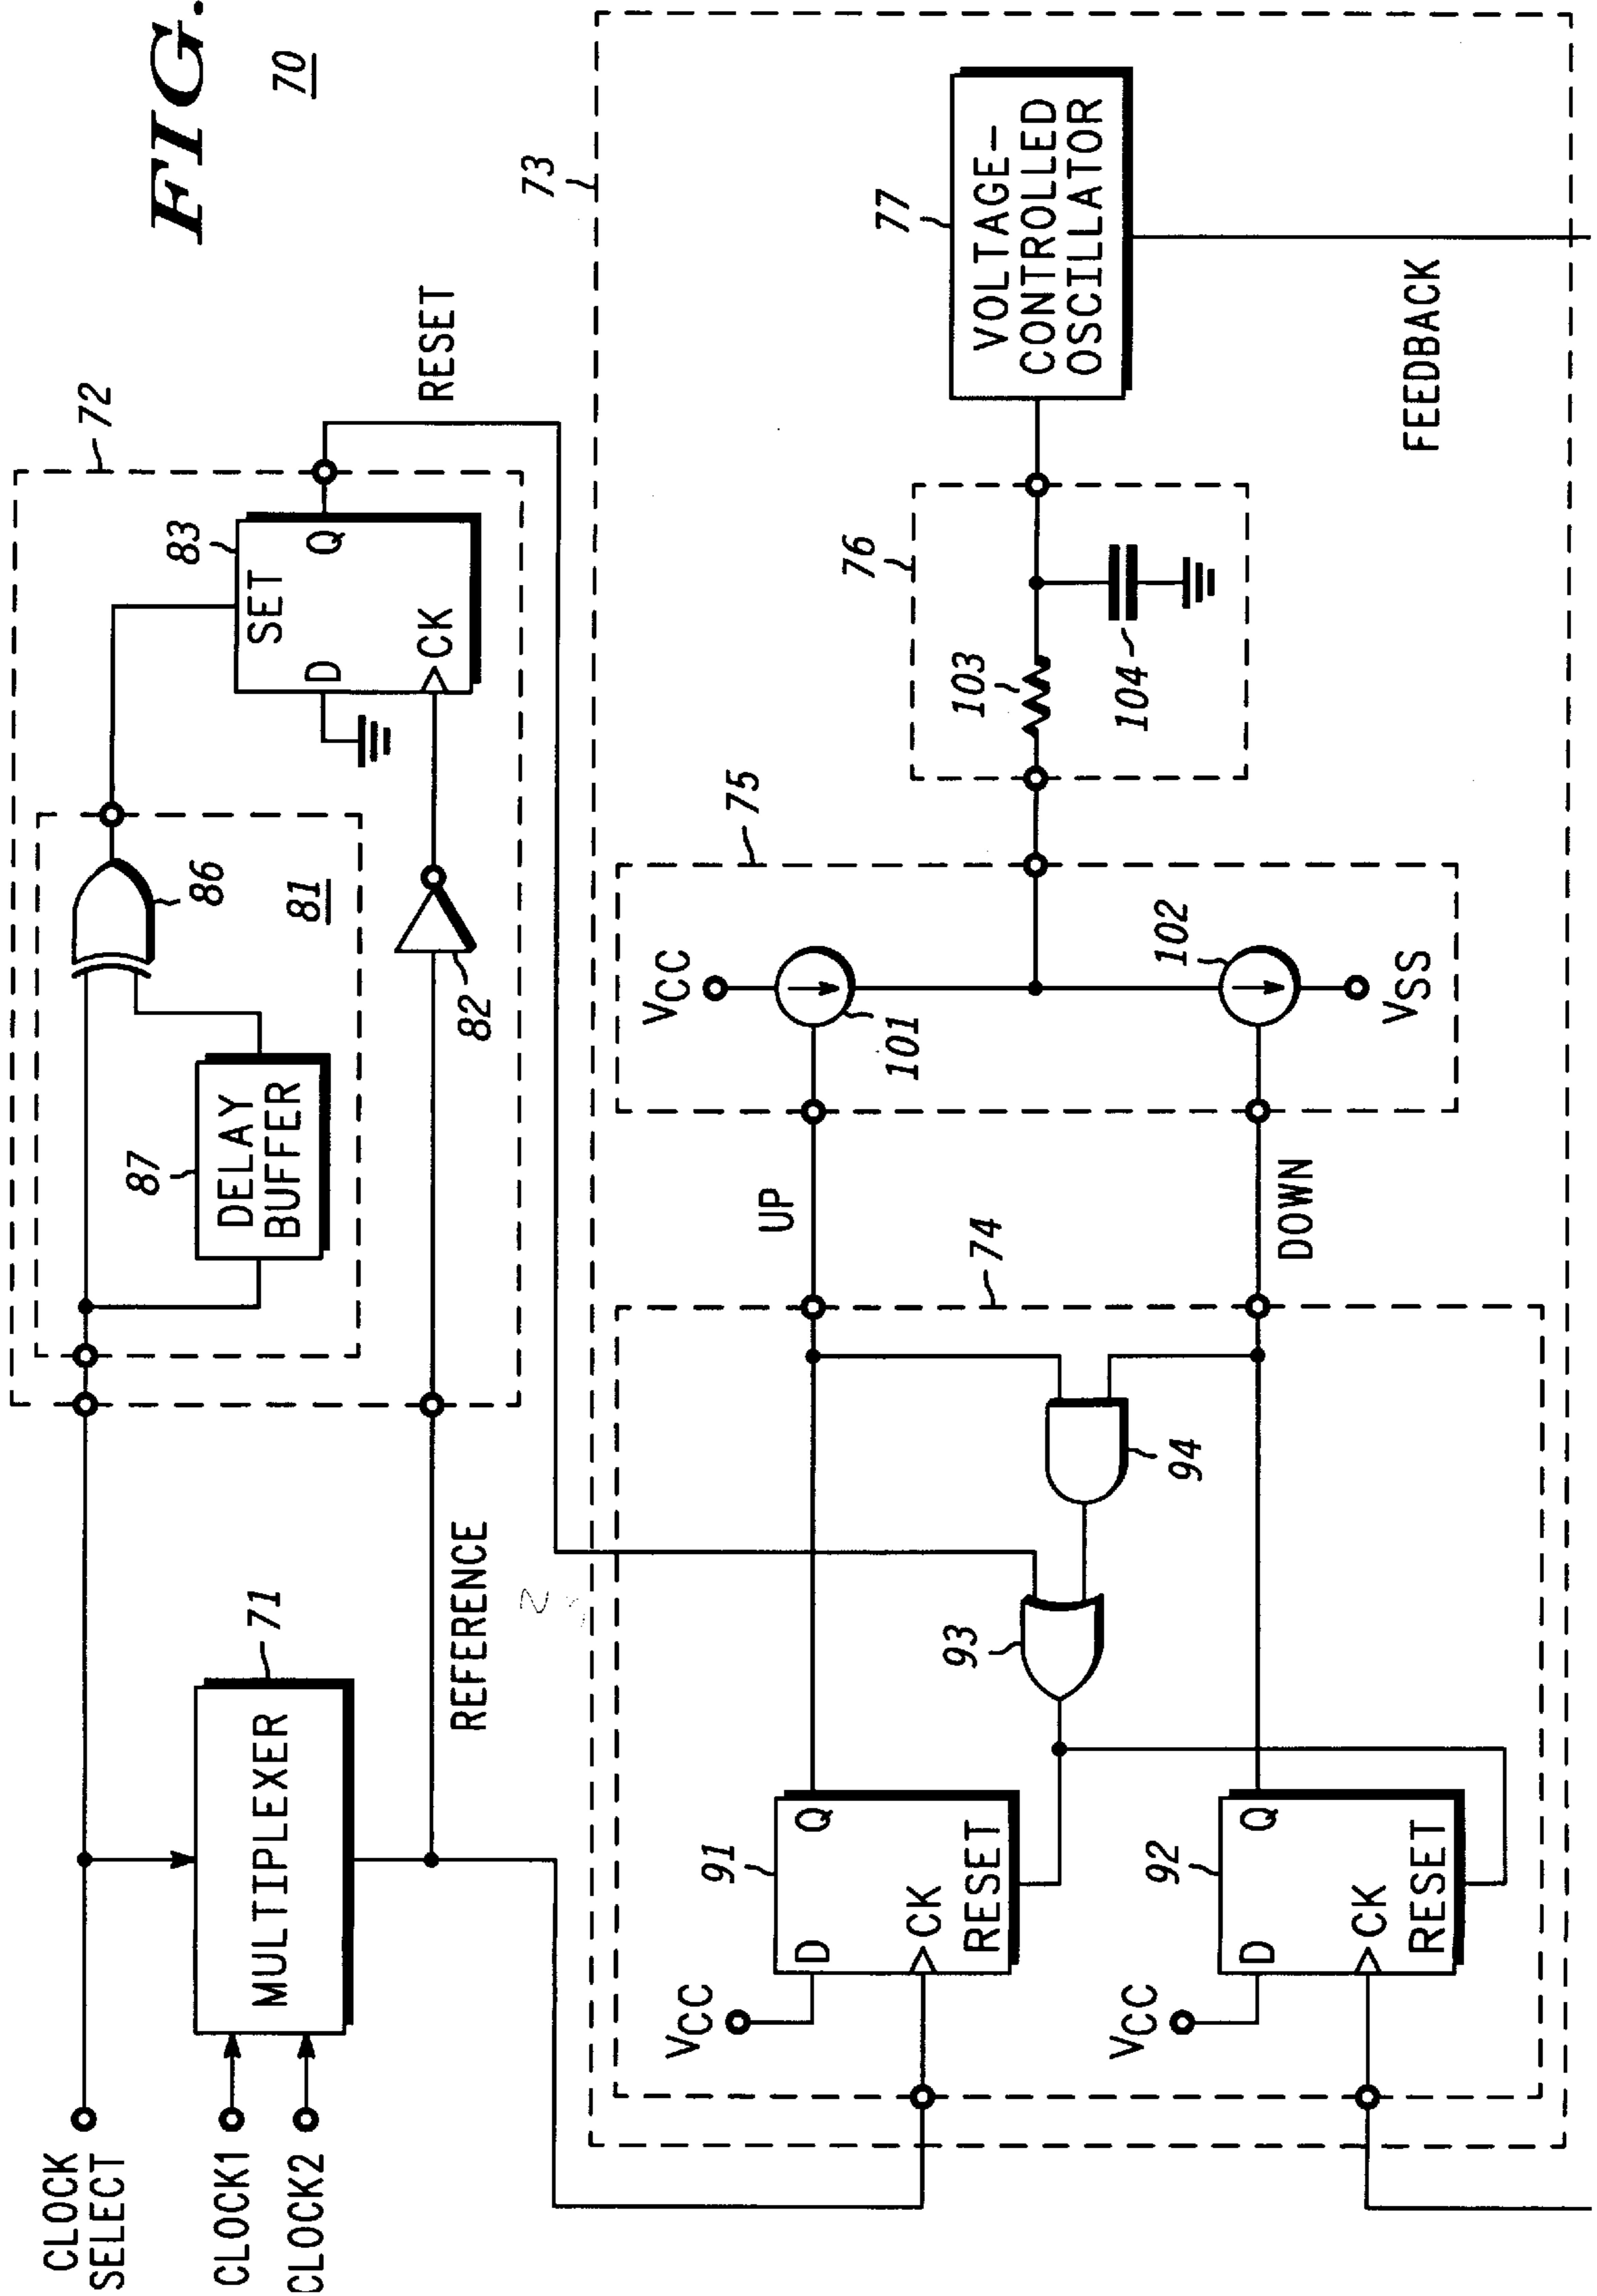 FIG.
70
CLOCK
SELECT
CLOCK1
CLOCK2
MULTIPLEXER
71
REFERENCE
72
81
86
87
DELAY
BUFFER
82
83
SET
D
Q
CK
RESET
73
74
91
VCC
D
Q
CK
RESET
92
VCC
D
Q
CK
RESET
93
94
UP
DOWN
75
VCC
101
102
VSS
76
103
104
77
VOLTAGE-
CONTROLLED
OSCILLATOR
FEEDBACK